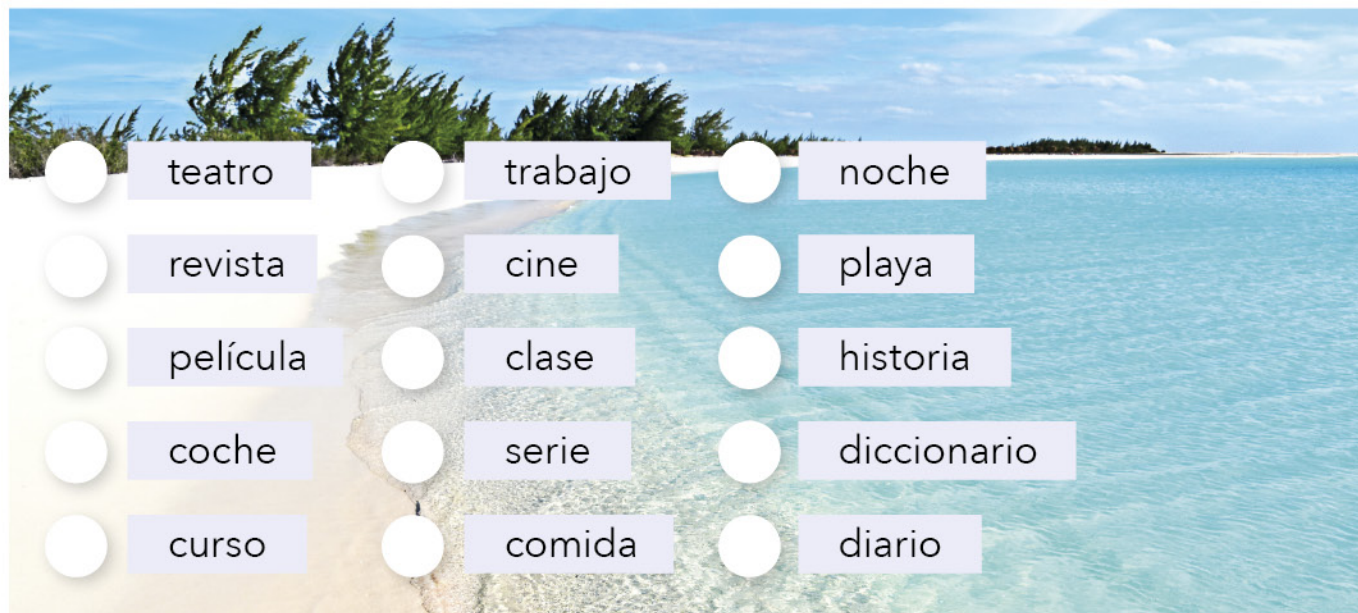 teatro
trabajo
noche
revista
cine
playa
película
clase
historia
coche
serie
diccionario
curso
comida
diario